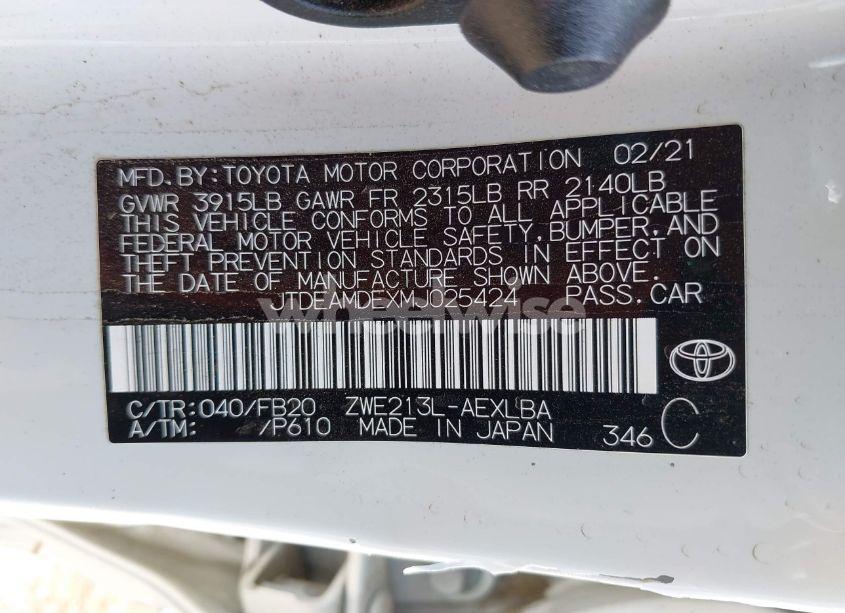 MFD.BY:TOYOTA MOTOR CORPORATION 02/21
GVWR 3915LB GAWR FR 2315LB RR 2140LB
THIS VEHICLE CONFORMS TO ALL APPLICABLE
FEDERAL MOTOR VEHICLE SAFETY,BUMPER,AND
THEFT PREVENTION STANDARDS IN EFFECT ON
THE DATE OF MANUFACTURE SHOWN ABOVE.
JTDEAMDEXMJ025424 PASS.CAR
wheelwise
C/TR:040/FB20 ZWE213L-AEXLBA
A/TM: /P610 MADE IN JAPAN 346 C